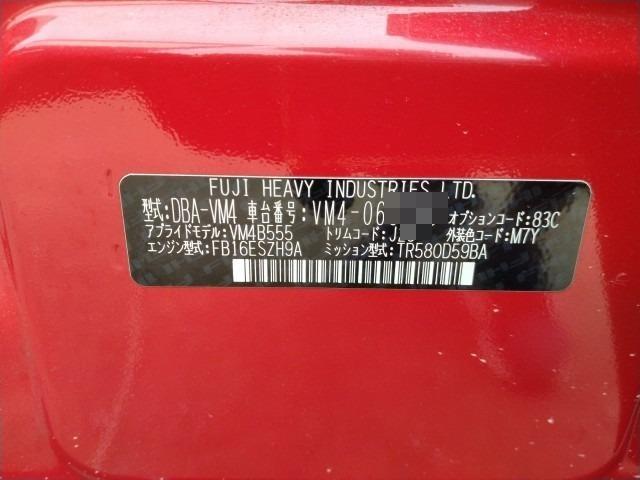 FUJI HEAVY INDUSTRIES LTD.
型式:DBA-VM4 車台番号:VM4-06 オプションコード:83C
アプライドモデル:VM4B555 トリムコード:J 外装色コード:M7Y
エンジン型式:FB16ESZH9A ミッション型式:TR580D59BA